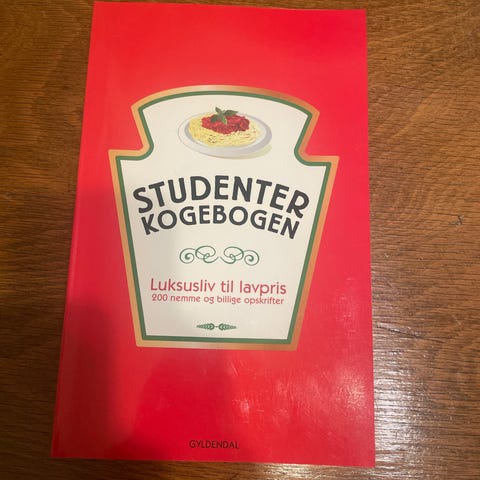 STUDENTER
KOGEBOGEN
Luksusliv til lavpris
200 nemme og billige opskrifter
GYLDENDAL